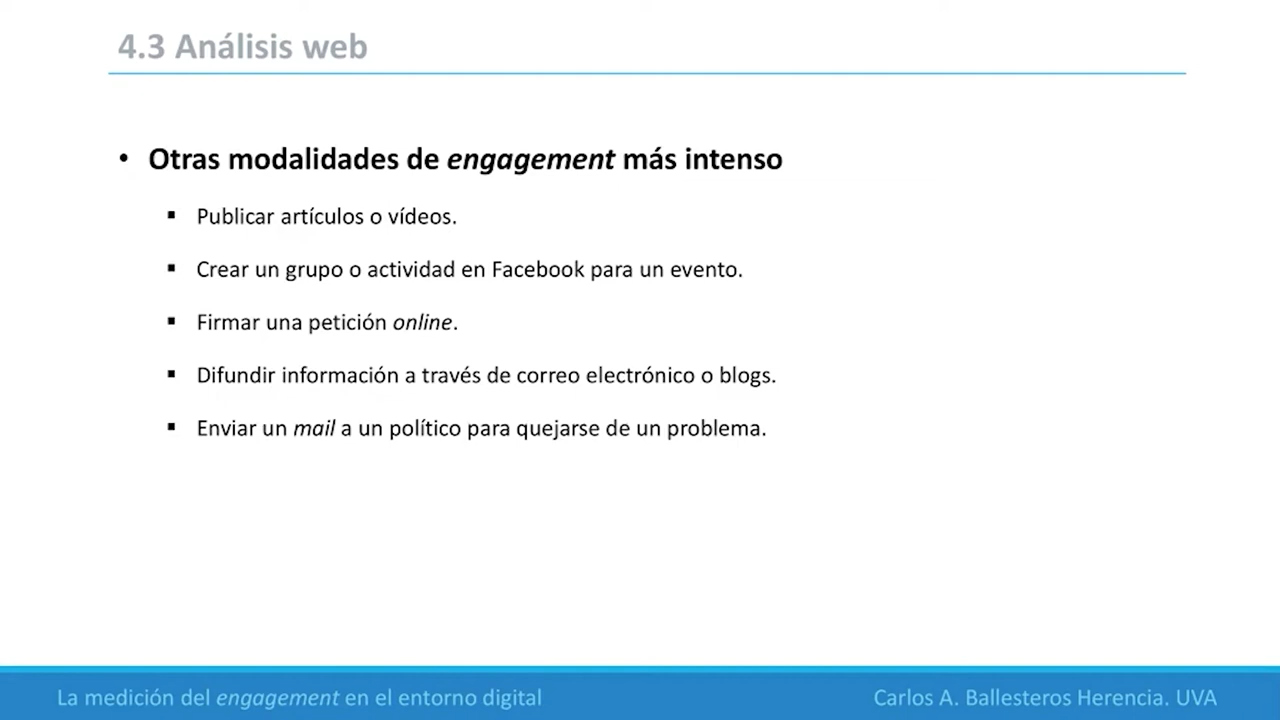 4.3 Análisis web
• Otras modalidades de engagement más intenso
▪ Publicar artículos o vídeos.
▪ Crear un grupo o actividad en Facebook para un evento.
▪ Firmar una petición online.
▪ Difundir información a través de correo electrónico o blogs.
▪ Enviar un mail a un político para quejarse de un problema.
La medición del engagement en el entorno digital
Carlos A. Ballesteros Herencia. UVA